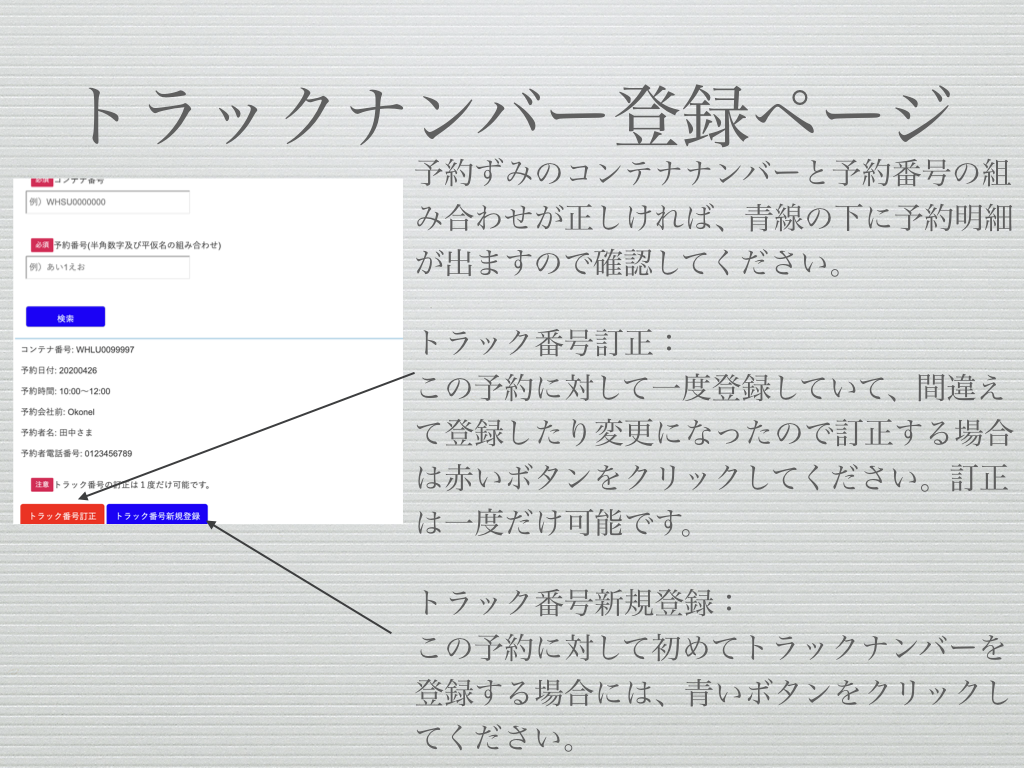 トラックナンバー登録ページ
必須 コンテナ番号
例）WHSU0000000
必須 予約番号(半角数字及び平仮名の組み合わせ)
例）あい1えお
検索
コンテナ番号: WHLU0099997
予約日付: 20200426
予約時間: 10:00～12:00
予約会社前: Okonel
予約者名: 田中さま
予約者電話番号: 0123456789
注意 トラック番号の訂正は１度だけ可能です。
トラック番号訂正 トラック番号新規登録
予約ずみのコンテナナンバーと予約番号の組
み合わせが正しければ、青線の下に予約明細
が出ますので確認してください。
トラック番号訂正：
この予約に対して一度登録していて、間違え
て登録したり変更になったので訂正する場合
は赤いボタンをクリックしてください。訂正
は一度だけ可能です。
トラック番号新規登録：
この予約に対して初めてトラックナンバーを
登録する場合には、青いボタンをクリックし
てください。